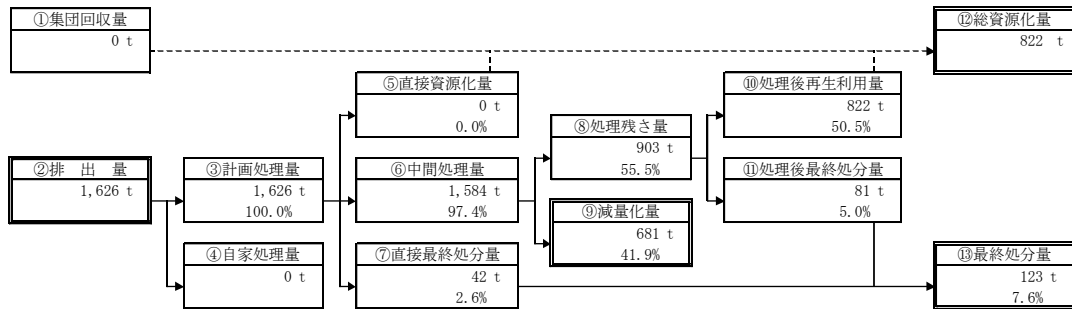 ①集団回収量
0 t
⑫総資源化量
822 t
⑤直接資源化量
0 t
0.0%
⑩処理後再生利用量
822 t
50.5%
⑧処理残さ量
903 t
55.5%
②排 出 量
1,626 t
③計画処理量
1,626 t
100.0%
⑥中間処理量
1,584 t
97.4%
⑪処理後最終処分量
81 t
5.0%
⑨減量化量
681 t
41.9%
④自家処理量
0 t
⑦直接最終処分量
42 t
2.6%
⑬最終処分量
123 t
7.6%